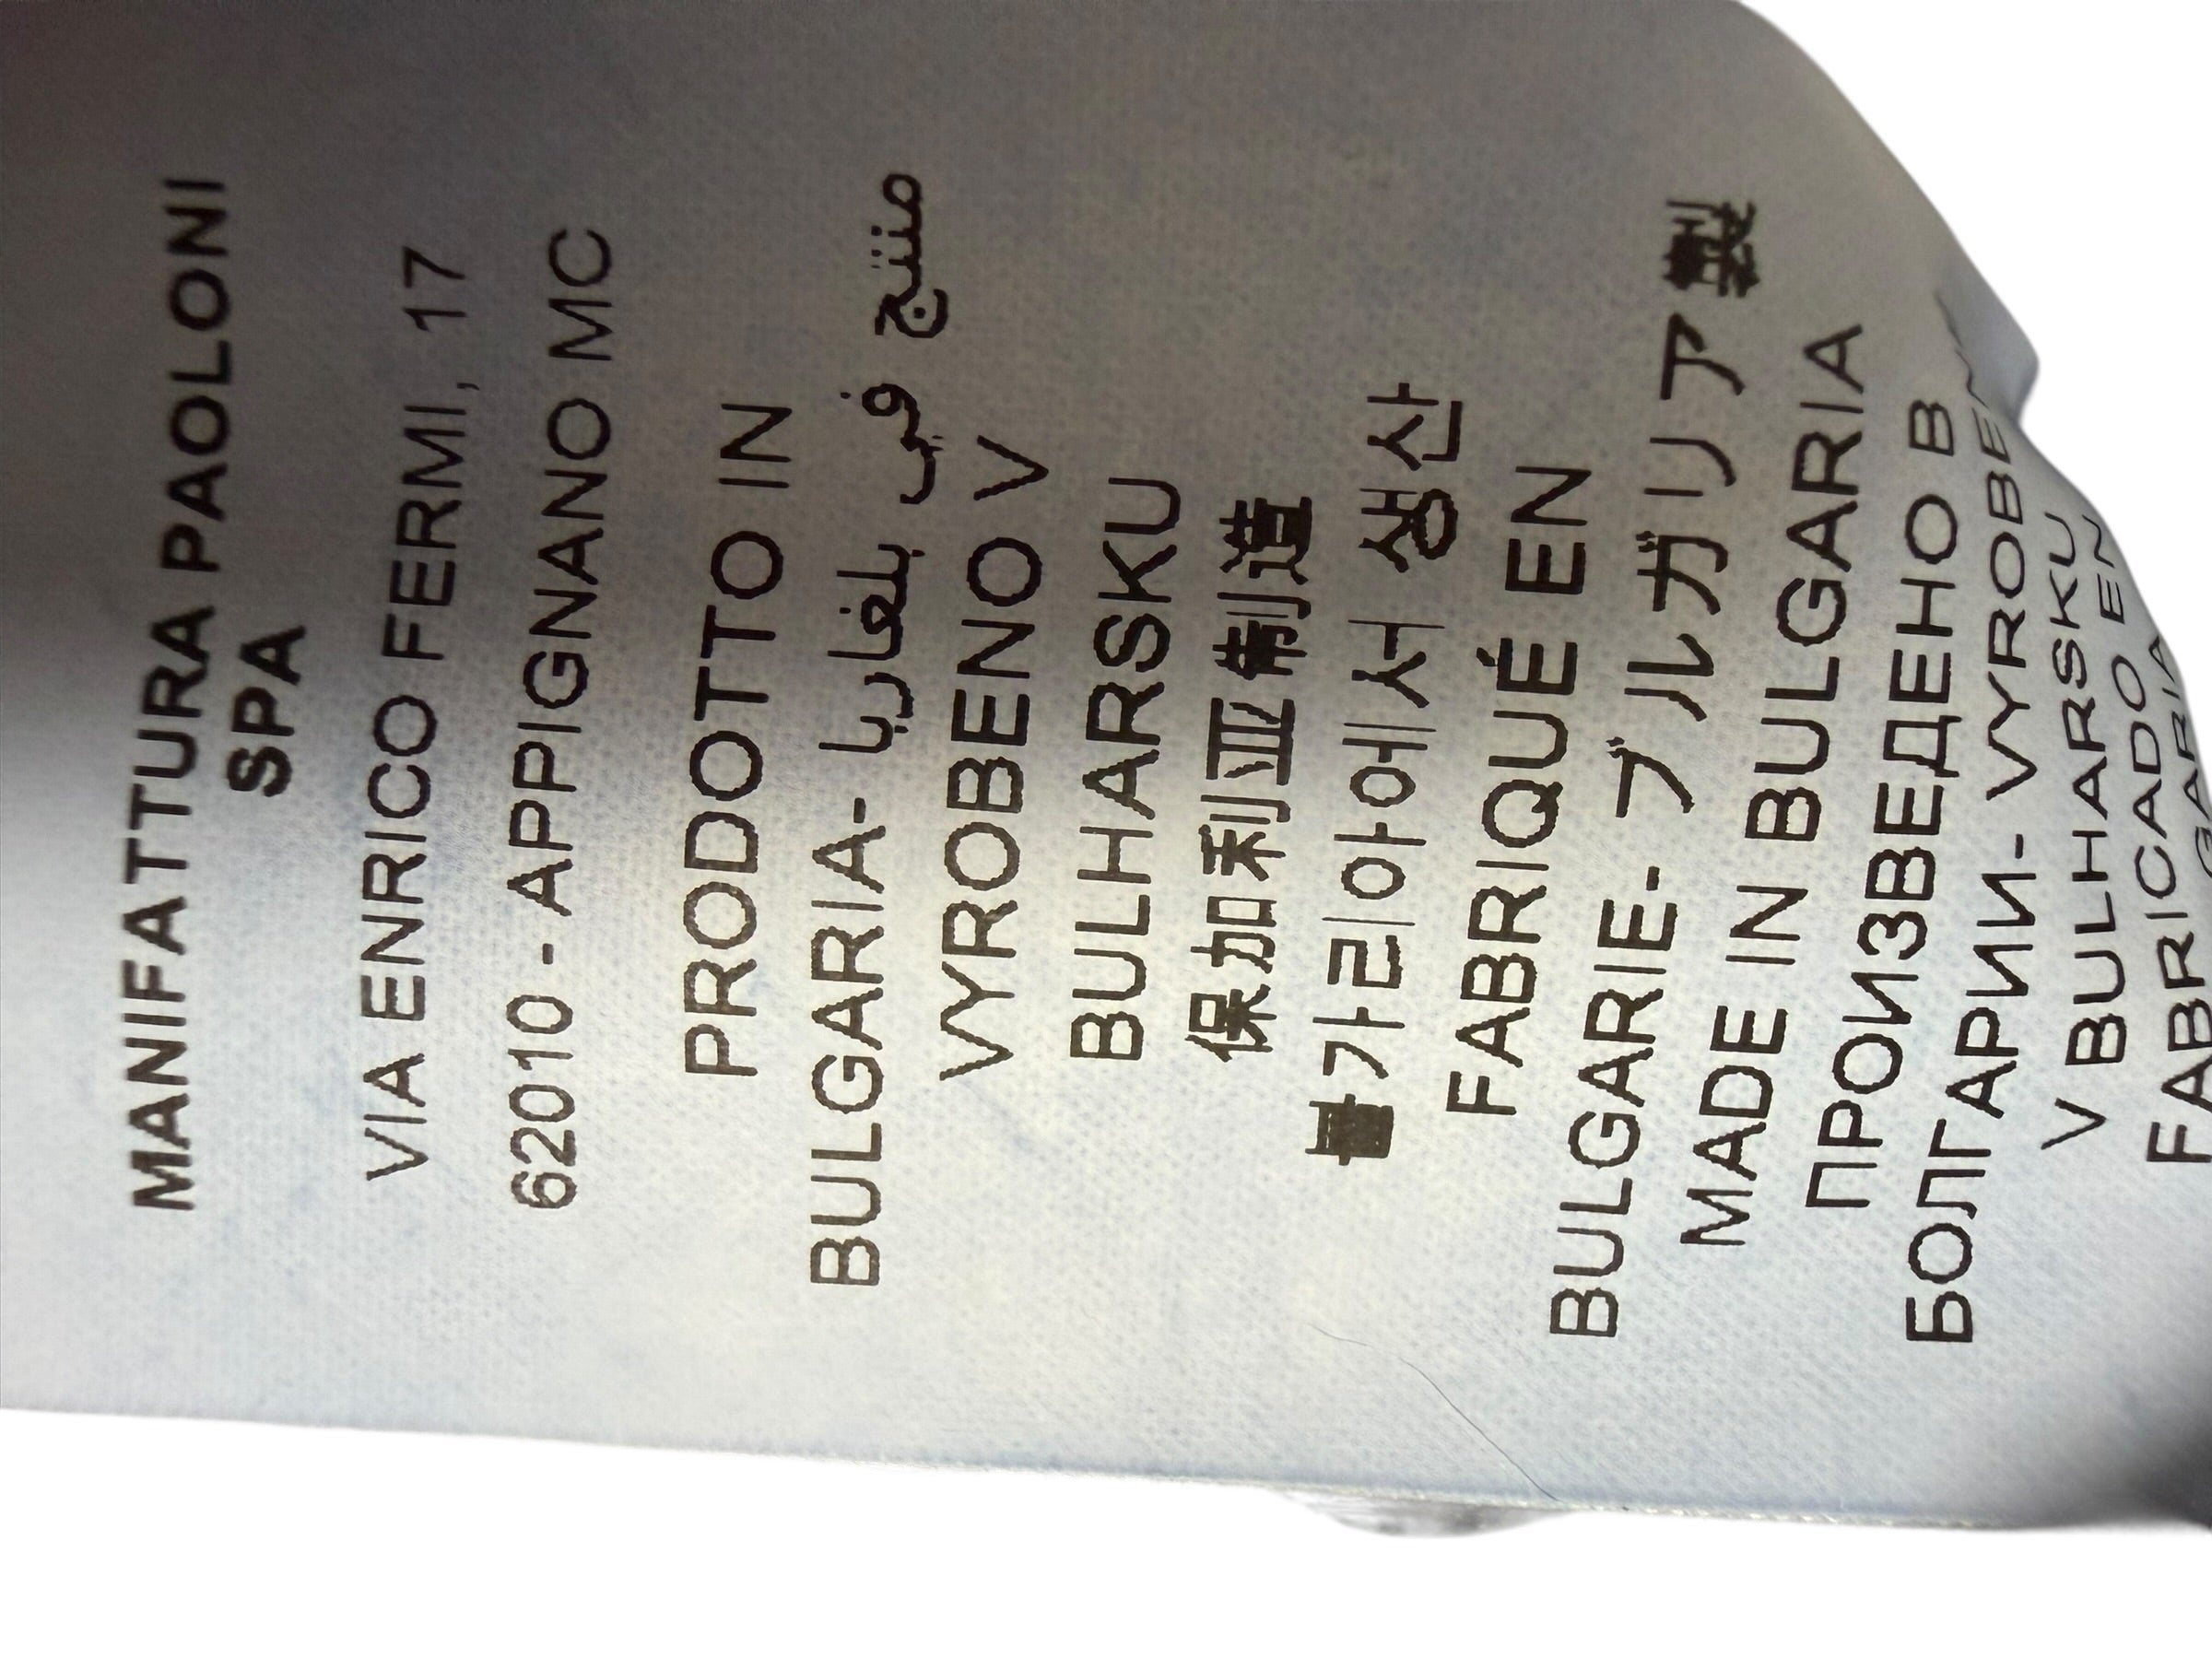 MANIFATTURA PAOLONI
SPA
VIA ENRICO FERMI, 17
62010 - APPIGNANO MC
PRODOTTO IN
BULGARIA- منتج في بلغاريا
VYROBENO V
BULHARSKU
保加利亚制造
불가리아에서 생산
FABRIQUÉ EN
BULGARIE- ブルガリア製
MADE IN BULGARIA
ПРОИЗВЕДЕНО В
БОЛГАРИИ- VYROBENÉ
V BULHARSKU
FABRICADO EN